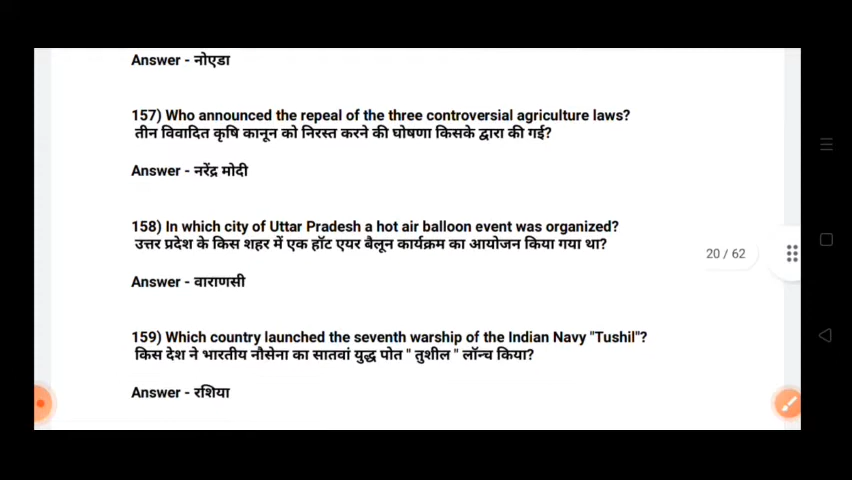 Answer - नोएडा
157) Who announced the repeal of the three controversial agriculture laws?
तीन विवादित कृषि कानून को निरस्त करने की घोषणा किसके द्वारा की गई?
Answer - नरेंद्र मोदी
158) In which city of Uttar Pradesh a hot air balloon event was organized?
उत्तर प्रदेश के किस शहर में एक हॉट एयर बैलून कार्यक्रम का आयोजन किया गया था?
20 / 62
Answer - वाराणसी
159) Which country launched the seventh warship of the Indian Navy "Tushil"?
किस देश ने भारतीय नौसेना का सातवां युद्ध पोत " तुशील " लॉन्च किया?
Answer - रशिया